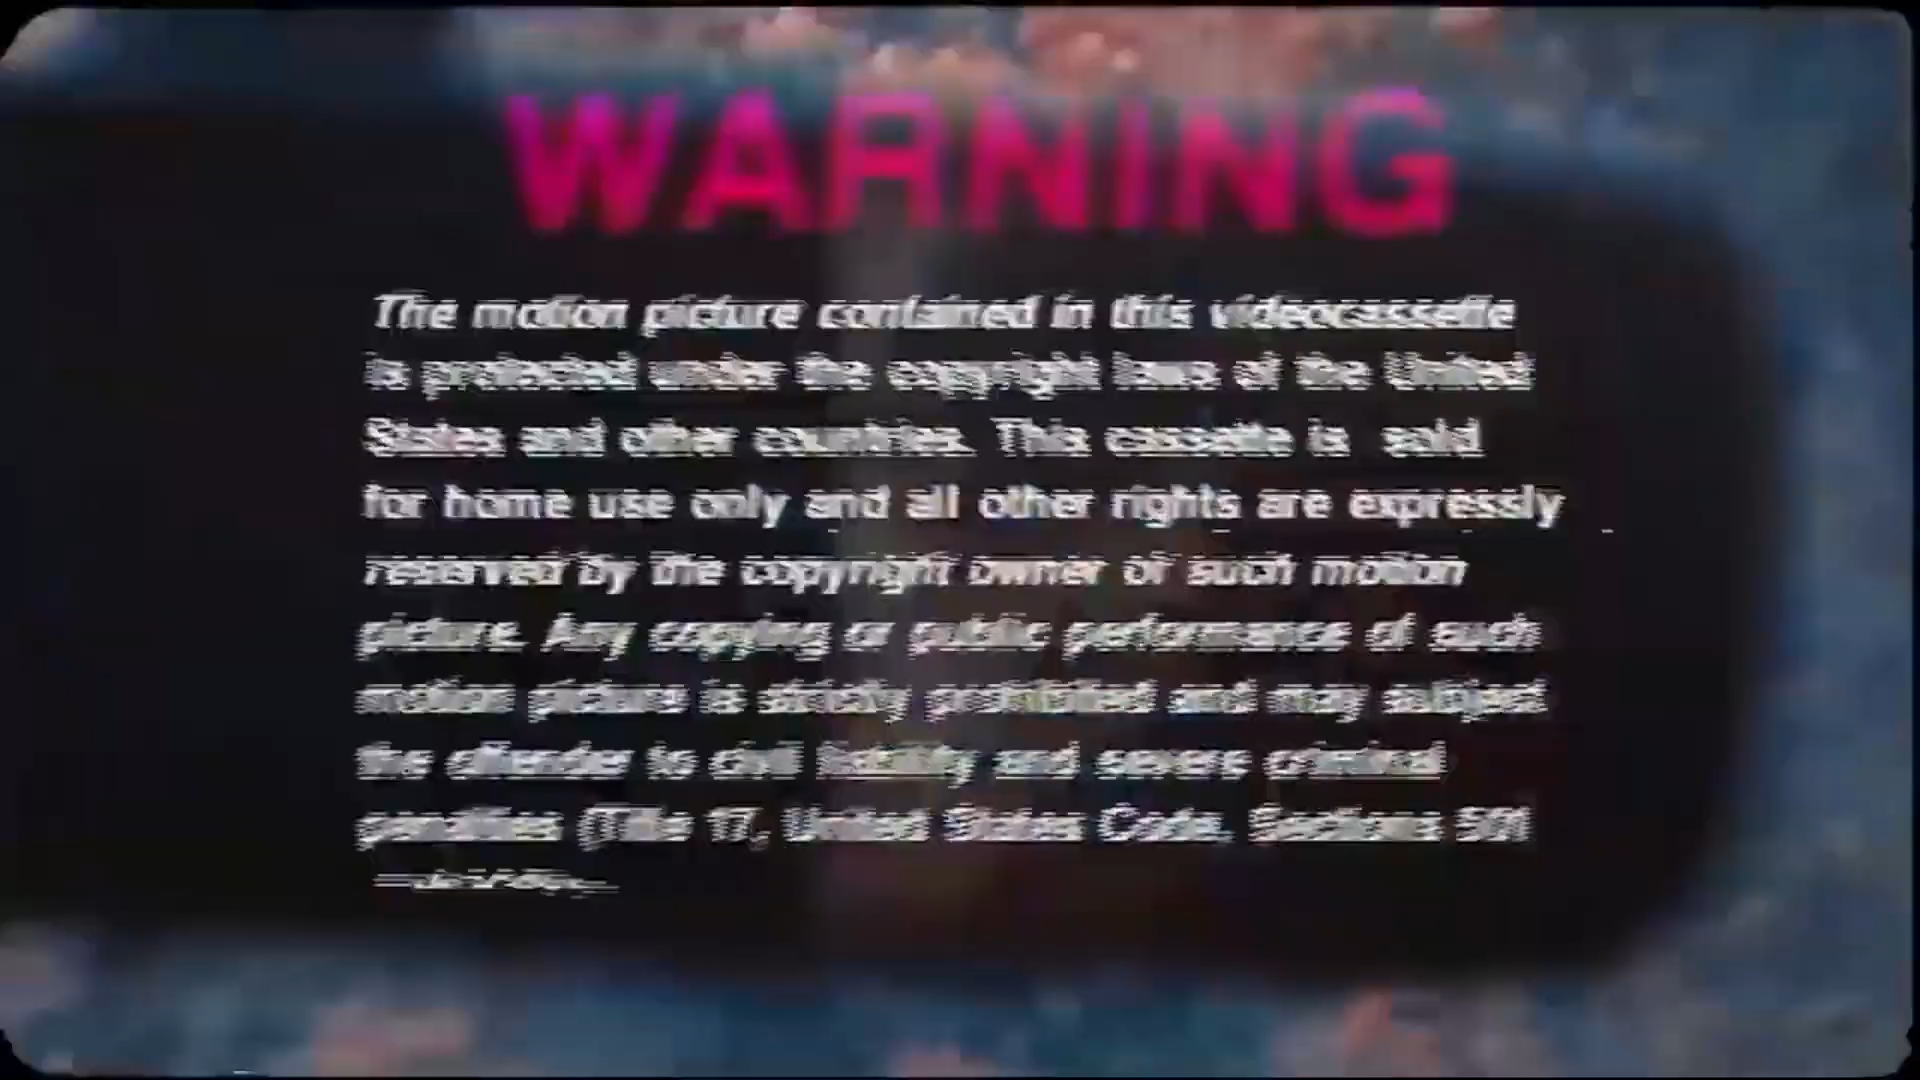 WARNING
The motion picture contained in this videocassette
is protected under the copyright laws of the United
States and other countries. This cassette is sold
for home use only and all other rights are expressly
reserved by the copyright owner of such motion
picture. Any copying or public performance of such
motion picture is strictly prohibited and may subject
the offender to civil liability and severe criminal
penalties (Title 17, United States Code, Sections 501